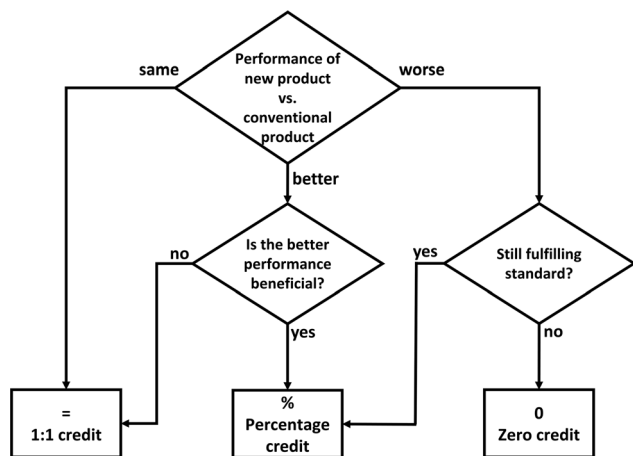 same
Performance of
new product
vs.
conventional
product
worse
better
no
Is the better
performance
beneficial?
yes
Still fulfilling
standard?
yes
no
=
1:1 credit
%
Percentage
credit
0
Zero credit